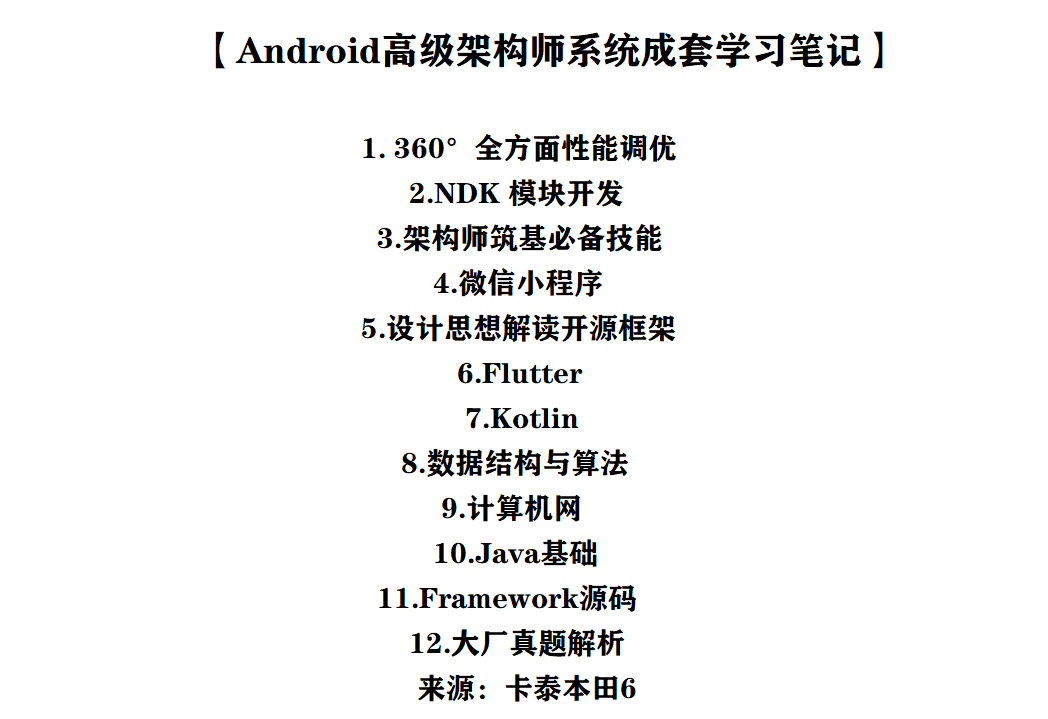 【Android高级架构师系统成套学习笔记】
1. 360°全方面性能调优
2.NDK 模块开发
3.架构师筑基必备技能
4.微信小程序
5.设计思想解读开源框架
6.Flutter
7.Kotlin
8.数据结构与算法
9.计算机网
10.Java基础
11.Framework源码
12.大厂真题解析
来源：卡泰本田6